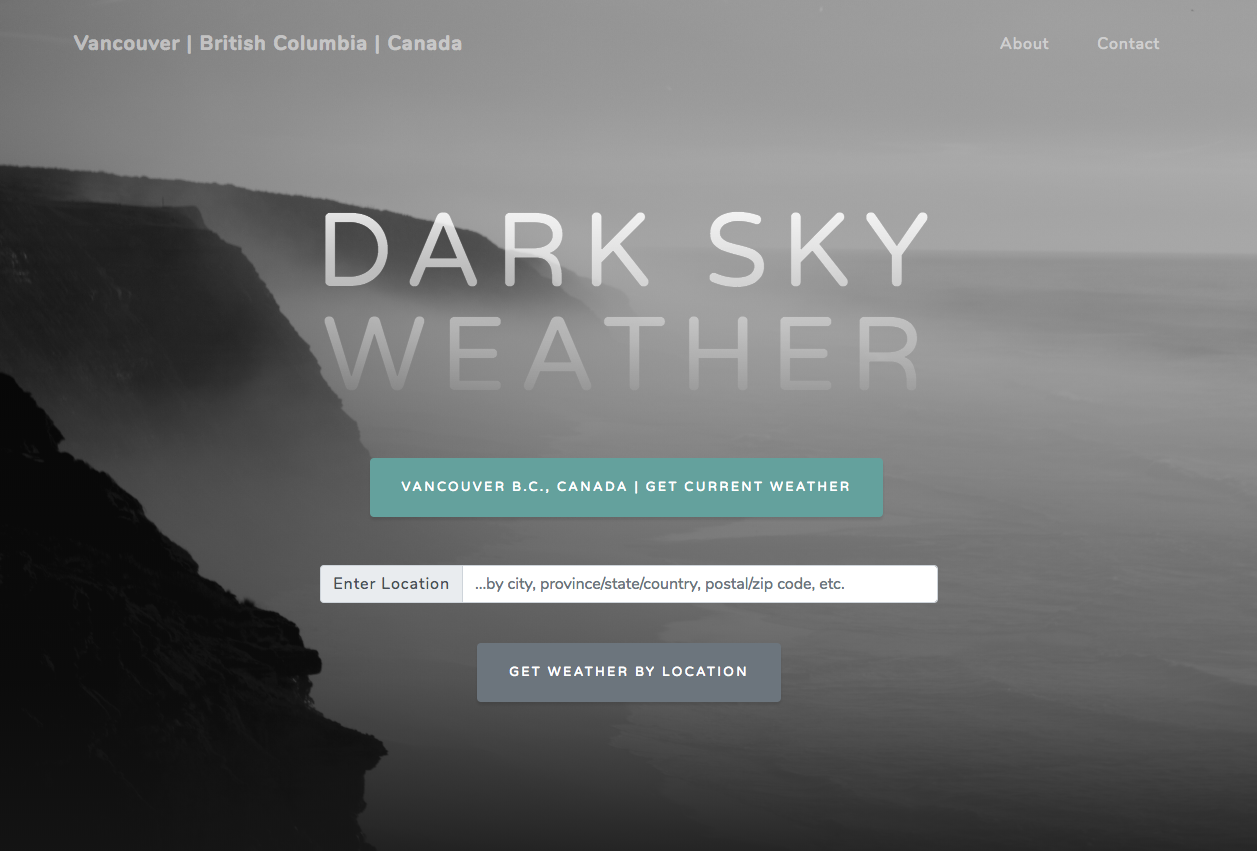 Vancouver | British Columbia | Canada
About
Contact
DARK SKY
WEATHER
VANCOUVER B.C., CANADA | GET CURRENT WEATHER
Enter Location
...by city, province/state/country, postal/zip code, etc.
GET WEATHER BY LOCATION